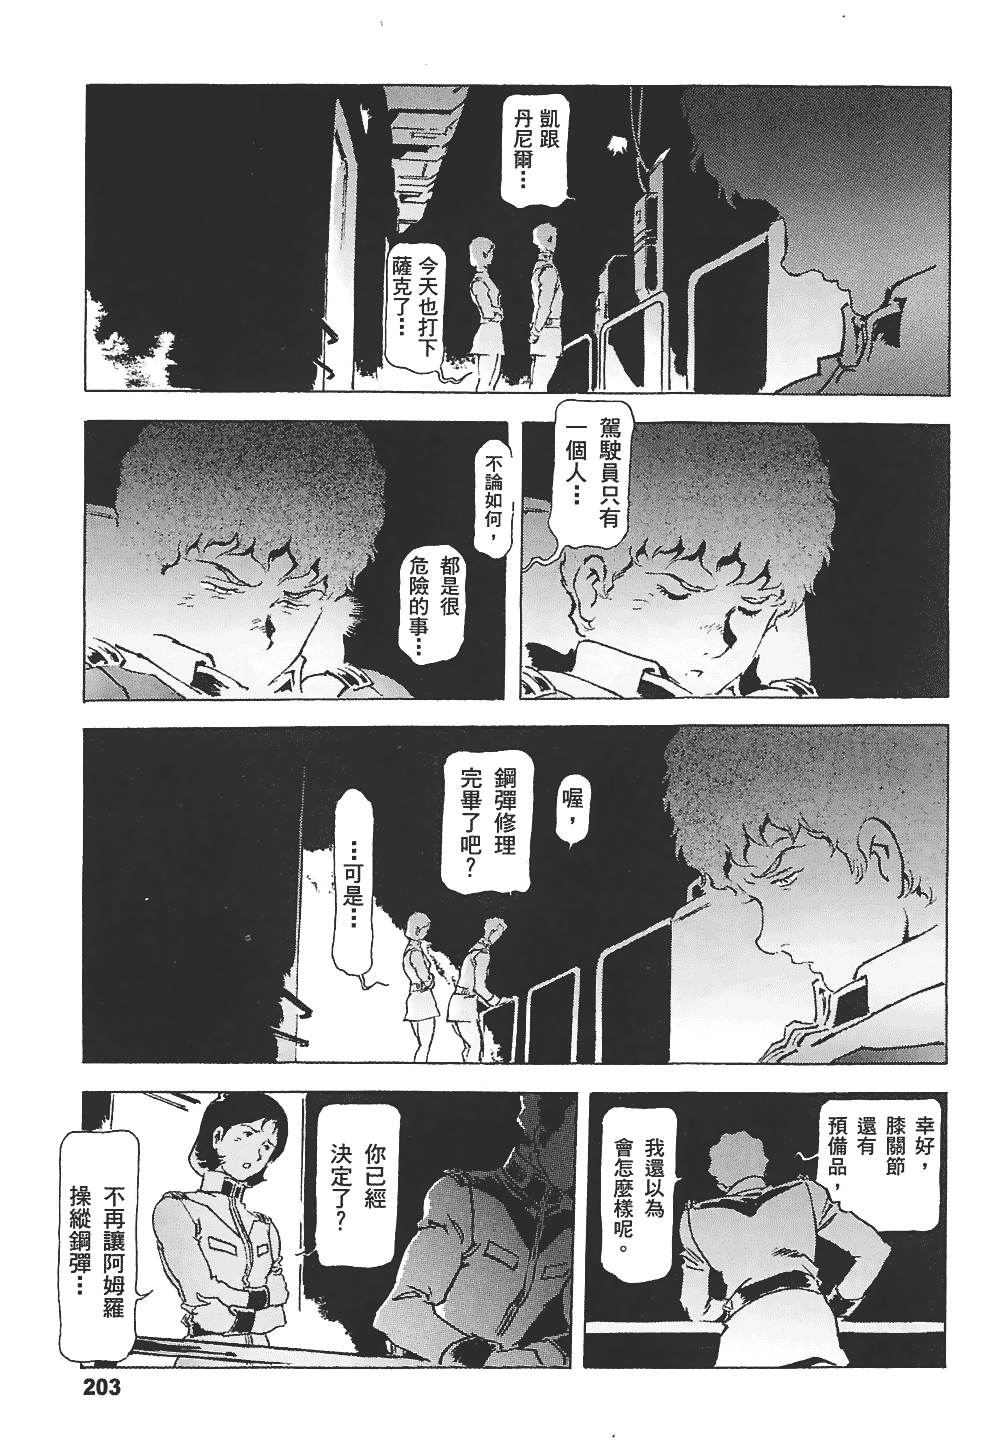 凱跟
丹尼爾…
今天也打下
薩克了…
駕駛員只有
一個人…
不論如何，
都是很
危險的事…
喔，
鋼彈修理
完畢了吧？
…可是…
幸好，
膝關節
還有
預備品，
我還以為
會怎麼樣呢。
你已經
決定了？
不再讓阿姆羅
操縱鋼彈…
203